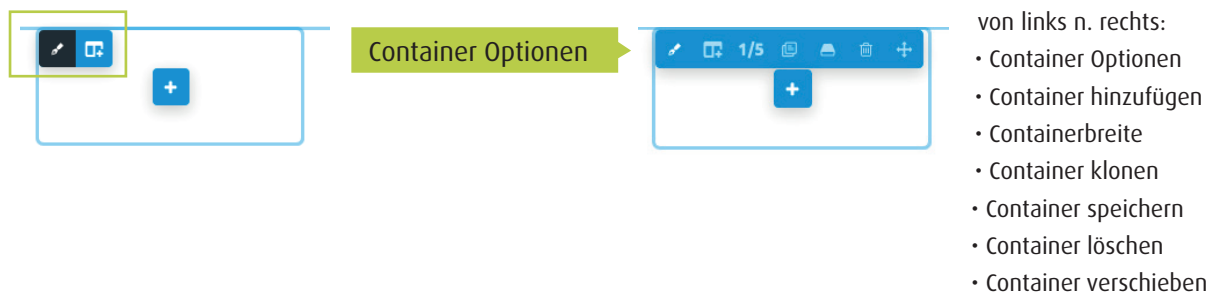 Container Optionen
1/5
von links n. rechts:
• Container Optionen
• Container hinzufügen
• Containerbreite
• Container klonen
• Container speichern
• Container löschen
• Container verschieben